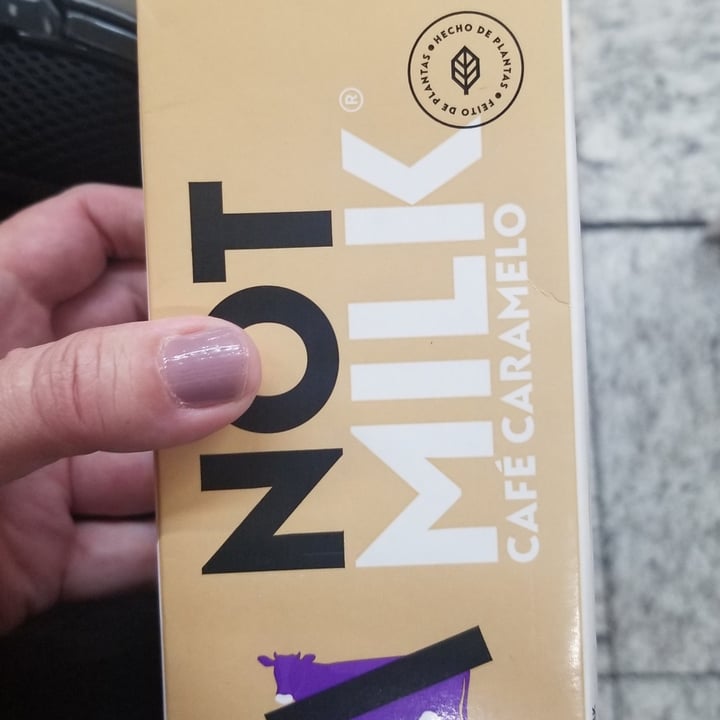 NOT
MILK®
CAFÉ CARAMELO
HECHO DE PLANTAS • FEITO DE PLANTAS •